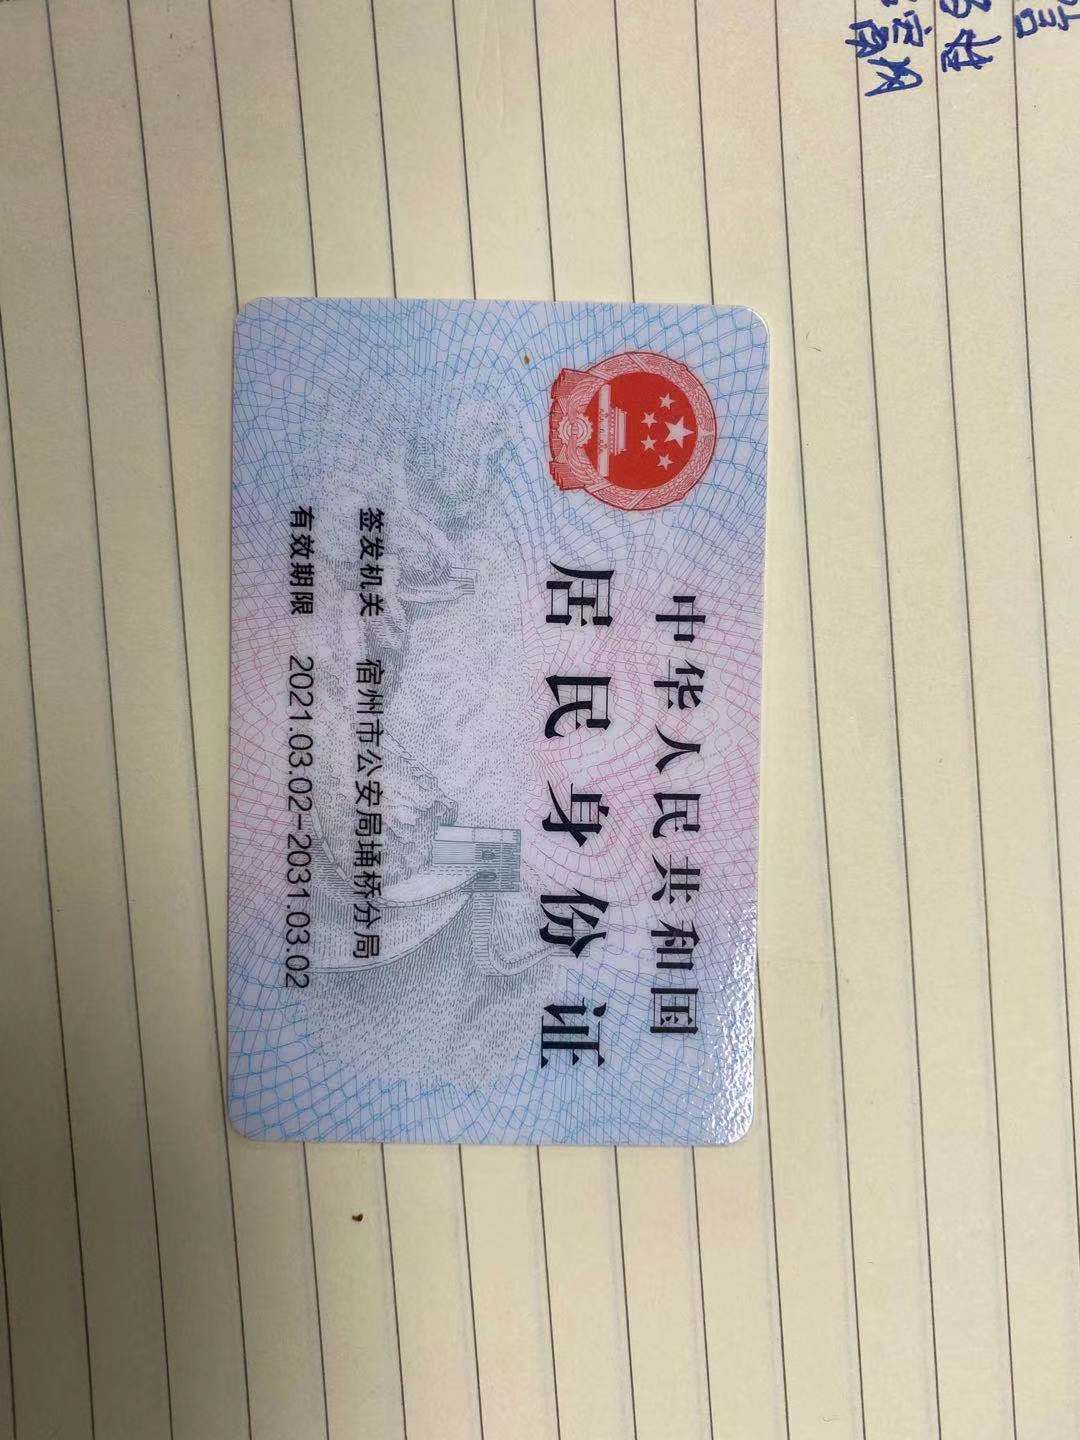 中华人民共和国
居民身份证
签发机关 宿州市公安局埇桥分局
有效期限 2021.03.02-2031.03.02